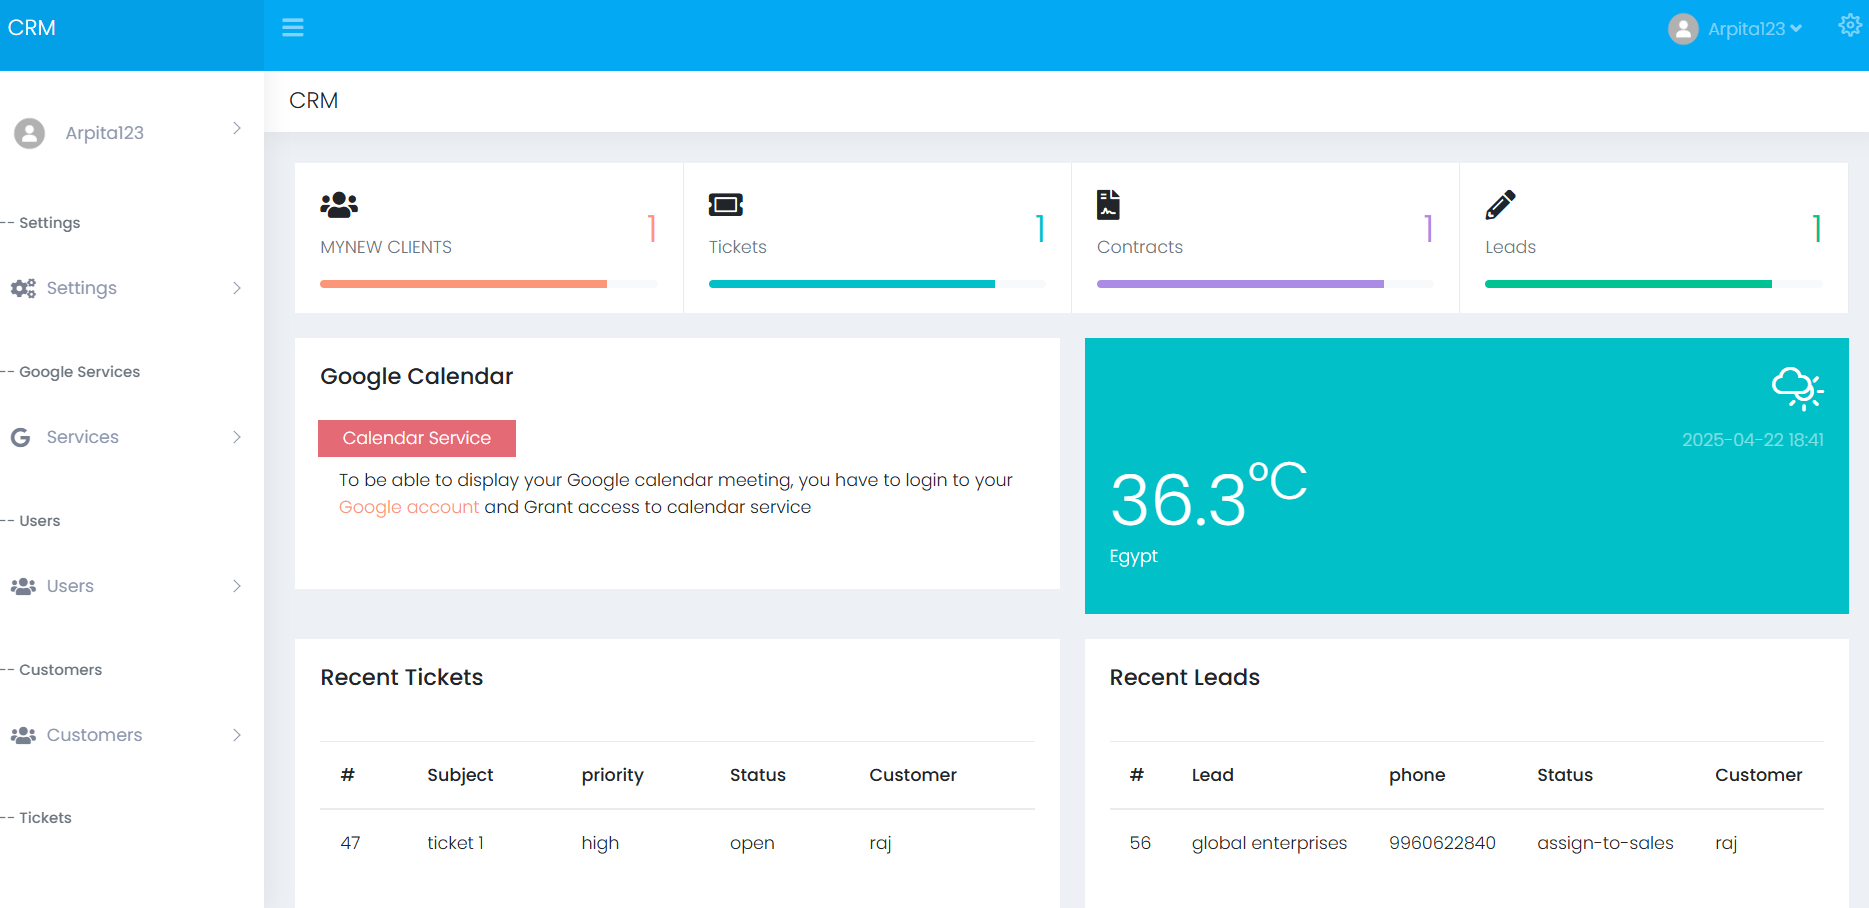 CRM
Arpita123
CRM
Arpita123
-- Settings
Settings
-- Google Services
Services
-- Users
Users
-- Customers
Customers
-- Tickets
MYNEW CLIENTS
1
Tickets
1
Contracts
1
Leads
1
Google Calendar
Calendar Service
To be able to display your Google calendar meeting, you have to login to your
Google account and Grant access to calendar service
2025-04-22 18:41
36.3°C
Egypt
Recent Tickets
# Subject priority Status Customer
47 ticket 1 high open raj
Recent Leads
# Lead phone Status Customer
56 global enterprises 9960622840 assign-to-sales raj